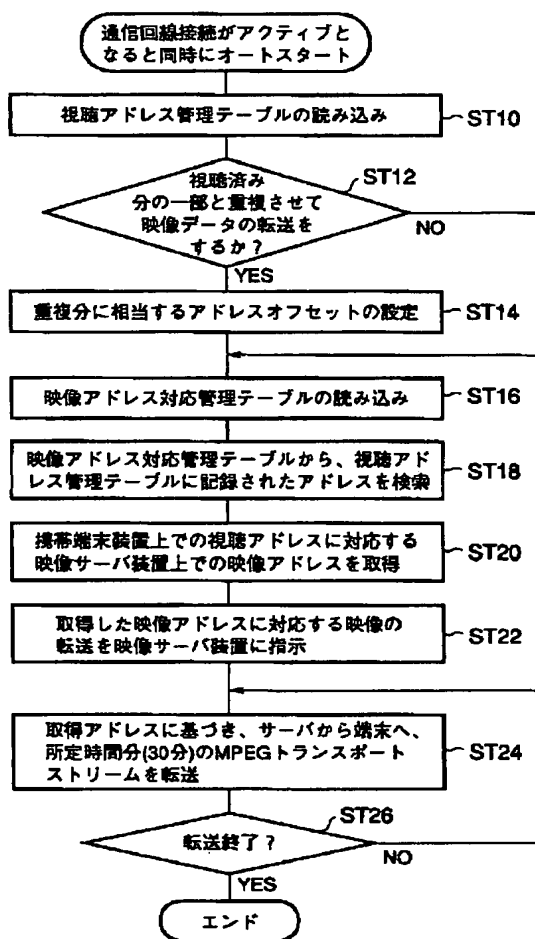 通信回線接続がアクティブと
なると同時にオートスタート
視聴アドレス管理テーブルの読み込み
ST10
視聴済み
分の一部と重複させて
映像データの転送を
するか?
ST12
NO
YES
重複分に相当するアドレスオフセットの設定
ST14
映像アドレス対応管理テーブルの読み込み
ST16
映像アドレス対応管理テーブルから、視聴アド
レス管理テーブルに記録されたアドレスを検索
ST18
携帯端末装置上での視聴アドレスに対応する
映像サーバ装置上での映像アドレスを取得
ST20
取得した映像アドレスに対応する映像の
転送を映像サーバ装置に指示
ST22
取得アドレスに基づき、サーバから端末へ、
所定時間分(30分)のMPEGトランスポート
ストリームを転送
ST24
転送終了?
ST26
NO
YES
エンド